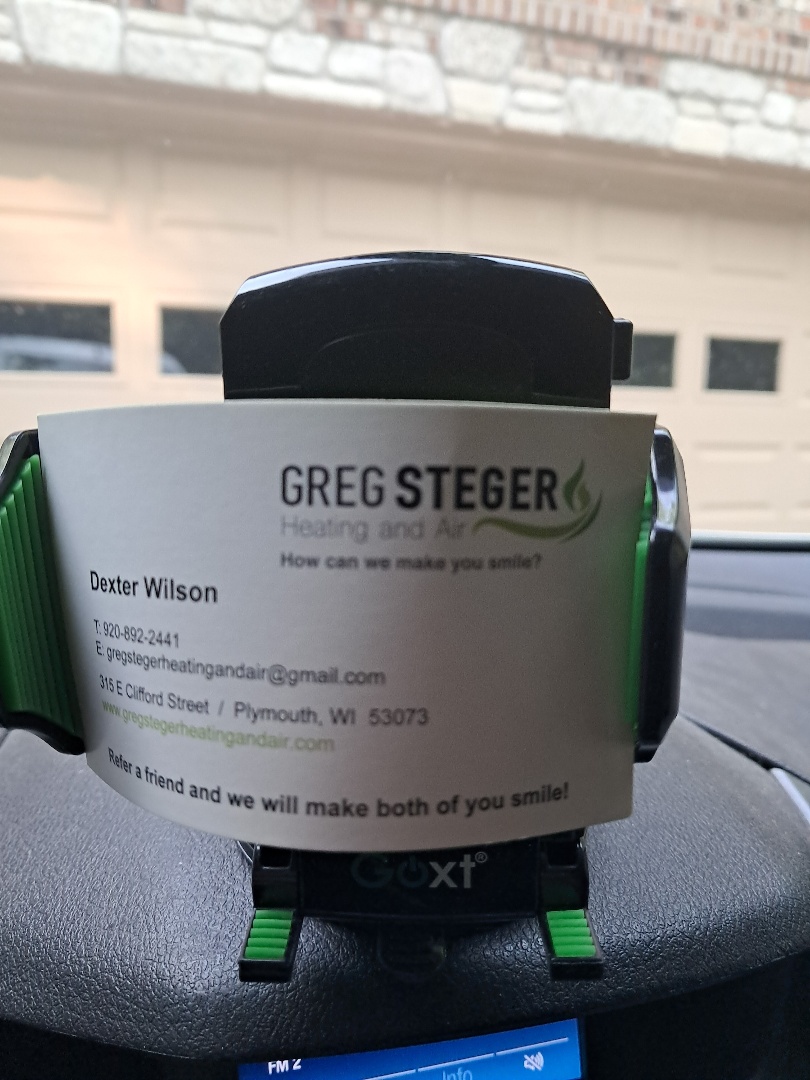 GREG STEGER
Heating and Air
How can we make you smile?
Dexter Wilson
T: 920-892-2441
E: gregstegerheatingandair@gmail.com
315 E Clifford Street / Plymouth, WI 53073
www.gregstegerheatingandair.com
Refer a friend and we will make both of you smile!
Goxt®
FM 2
Info